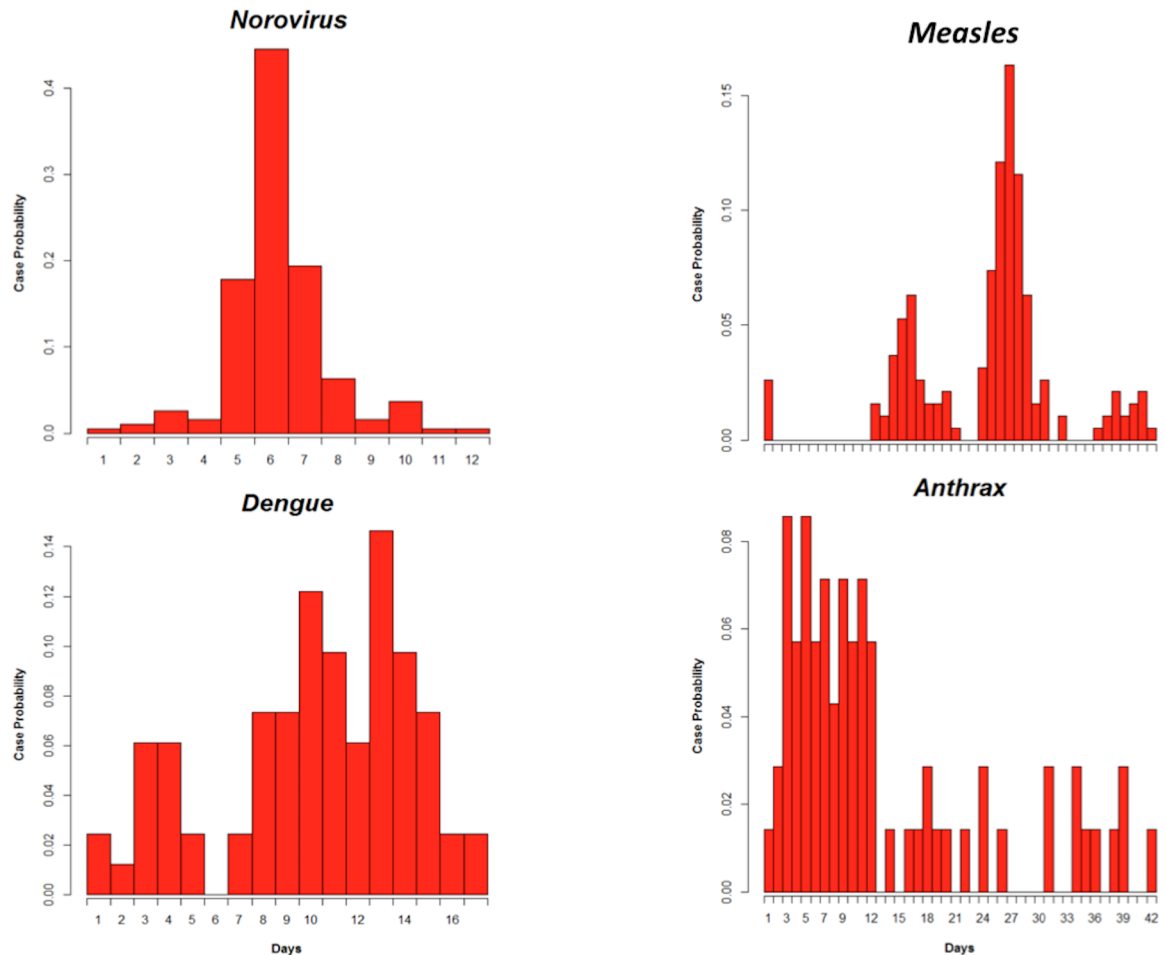 Norovirus
Case Probability
0.4
0.3
0.2
0.1
0.0
1 2 3 4 5 6 7 8 9 10 11 12
Measles
Case Probability
0.15
0.10
0.05
0.00
Dengue
Case Probability
0.14
0.12
0.10
0.08
0.06
0.04
0.02
0.00
1 2 3 4 5 6 7 8 9 10 12 14 16
Days
Anthrax
Case Probability
0.08
0.06
0.04
0.02
0.00
1 3 5 7 9 12 15 18 21 24 27 30 33 36 39 42
Days